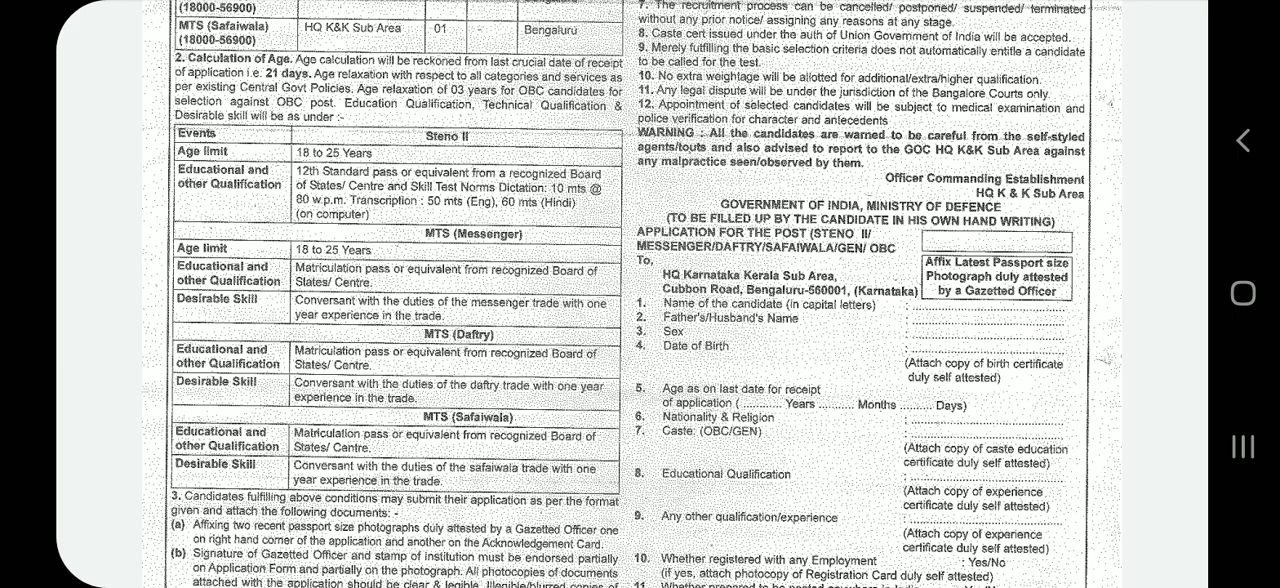 (18000-56900)
MTS (Safaiwala) HQ K&K Sub Area 01 - Bengaluru
(18000-56900)
2. Calculation of Age. Age calculation will be reckoned from last crucial date of receipt
of application i.e. 21 days. Age relaxation with respect to all categories and services as
per existing Central Govt Policies. Age relaxation of 03 years for OBC candidates for
selection against OBC post. Education Qualification, Technical Qualification &
Desirable skill will be as under :-
Events Steno II
Age limit 18 to 25 Years
Educational and 12th Standard pass or equivalent from a recognized Board
other Qualification of States/ Centre and Skill Test Norms Dictation: 10 mts @
80 w.p.m. Transcription : 50 mts (Eng), 60 mts (Hindi)
(on computer)
MTS (Messenger)
Age limit 18 to 25 Years
Educational and Matriculation pass or equivalent from recognized Board of
other Qualification States/ Centre.
Desirable Skill Conversant with the duties of the messenger trade with one
year experience in the trade.
MTS (Daftry)
Educational and Matriculation pass or equivalent from recognized Board of
other Qualification States/ Centre.
Desirable Skill Conversant with the duties of the daftry trade with one year
experience in the trade.
MTS (Safaiwala)
Educational and Matriculation pass or equivalent from recognized Board of
other Qualification States/ Centre.
Desirable Skill Conversant with the duties of the safaiwala trade with one
year experience in the trade.
3. Candidates fulfilling above conditions may submit their application as per the format
given and attach the following documents: -
(a) Affixing two recent passport size photographs duly attested by a Gazetted Officer one
on right hand corner of the application and another on the Acknowledgement Card.
(b) Signature of Gazetted Officer and stamp of institution must be endorsed partially
on Application Form and partially on the photograph. All photocopies of documents
attached with the application should be clear & legible. Illegible/blurred copies of
7. The recruitment process can be cancelled/ postponed/ suspended/ terminated
without any prior notice/ assigning any reasons at any stage.
8. Caste cert issued under the auth of Union Government of India will be accepted.
9. Merely fulfilling the basic selection criteria does not automatically entitle a candidate
to be called for the test.
10. No extra weightage will be allotted for additional/extra/higher qualification.
11. Any legal dispute will be under the jurisdiction of the Bangalore Courts only.
12. Appointment of selected candidates will be subject to medical examination and
police verification for character and antecedents
WARNING : All the candidates are warned to be careful from the self-styled
agents/touts and also advised to report to the GOC HQ K&K Sub Area against
any malpractice seen/observed by them.
Officer Commanding Establishment
HQ K & K Sub Area
GOVERNMENT OF INDIA, MINISTRY OF DEFENCE
(TO BE FILLED UP BY THE CANDIDATE IN HIS OWN HAND WRITING)
APPLICATION FOR THE POST (STENO II/
MESSENGER/DAFTRY/SAFAIWALA/GEN/ OBC
Affix Latest Passport size
Photograph duly attested
by a Gazetted Officer
To,
HQ Karnataka Kerala Sub Area,
Cubbon Road, Bengaluru-560001, (Karnataka)
1. Name of the candidate (in capital letters) : ..........
2. Father's/Husband's Name : ..........
3. Sex : ..........
4. Date of Birth : ..........
(Attach copy of birth certificate
duly self attested)
5. Age as on last date for receipt
of application ( .......... Years .......... Months ......... Days)
6. Nationality & Religion : ..........
7. Caste: (OBC/GEN) : ..........
(Attach copy of caste education
certificate duly self attested)
8. Educational Qualification : ..........
(Attach copy of experience
certificate duly self attested)
9. Any other qualification/experience : ..........
(Attach copy of experience
certificate duly self attested)
10. Whether registered with any Employment : Yes/No
(if yes, attach photocopy of Registration Card duly self attested)
11. Whether prepared to be